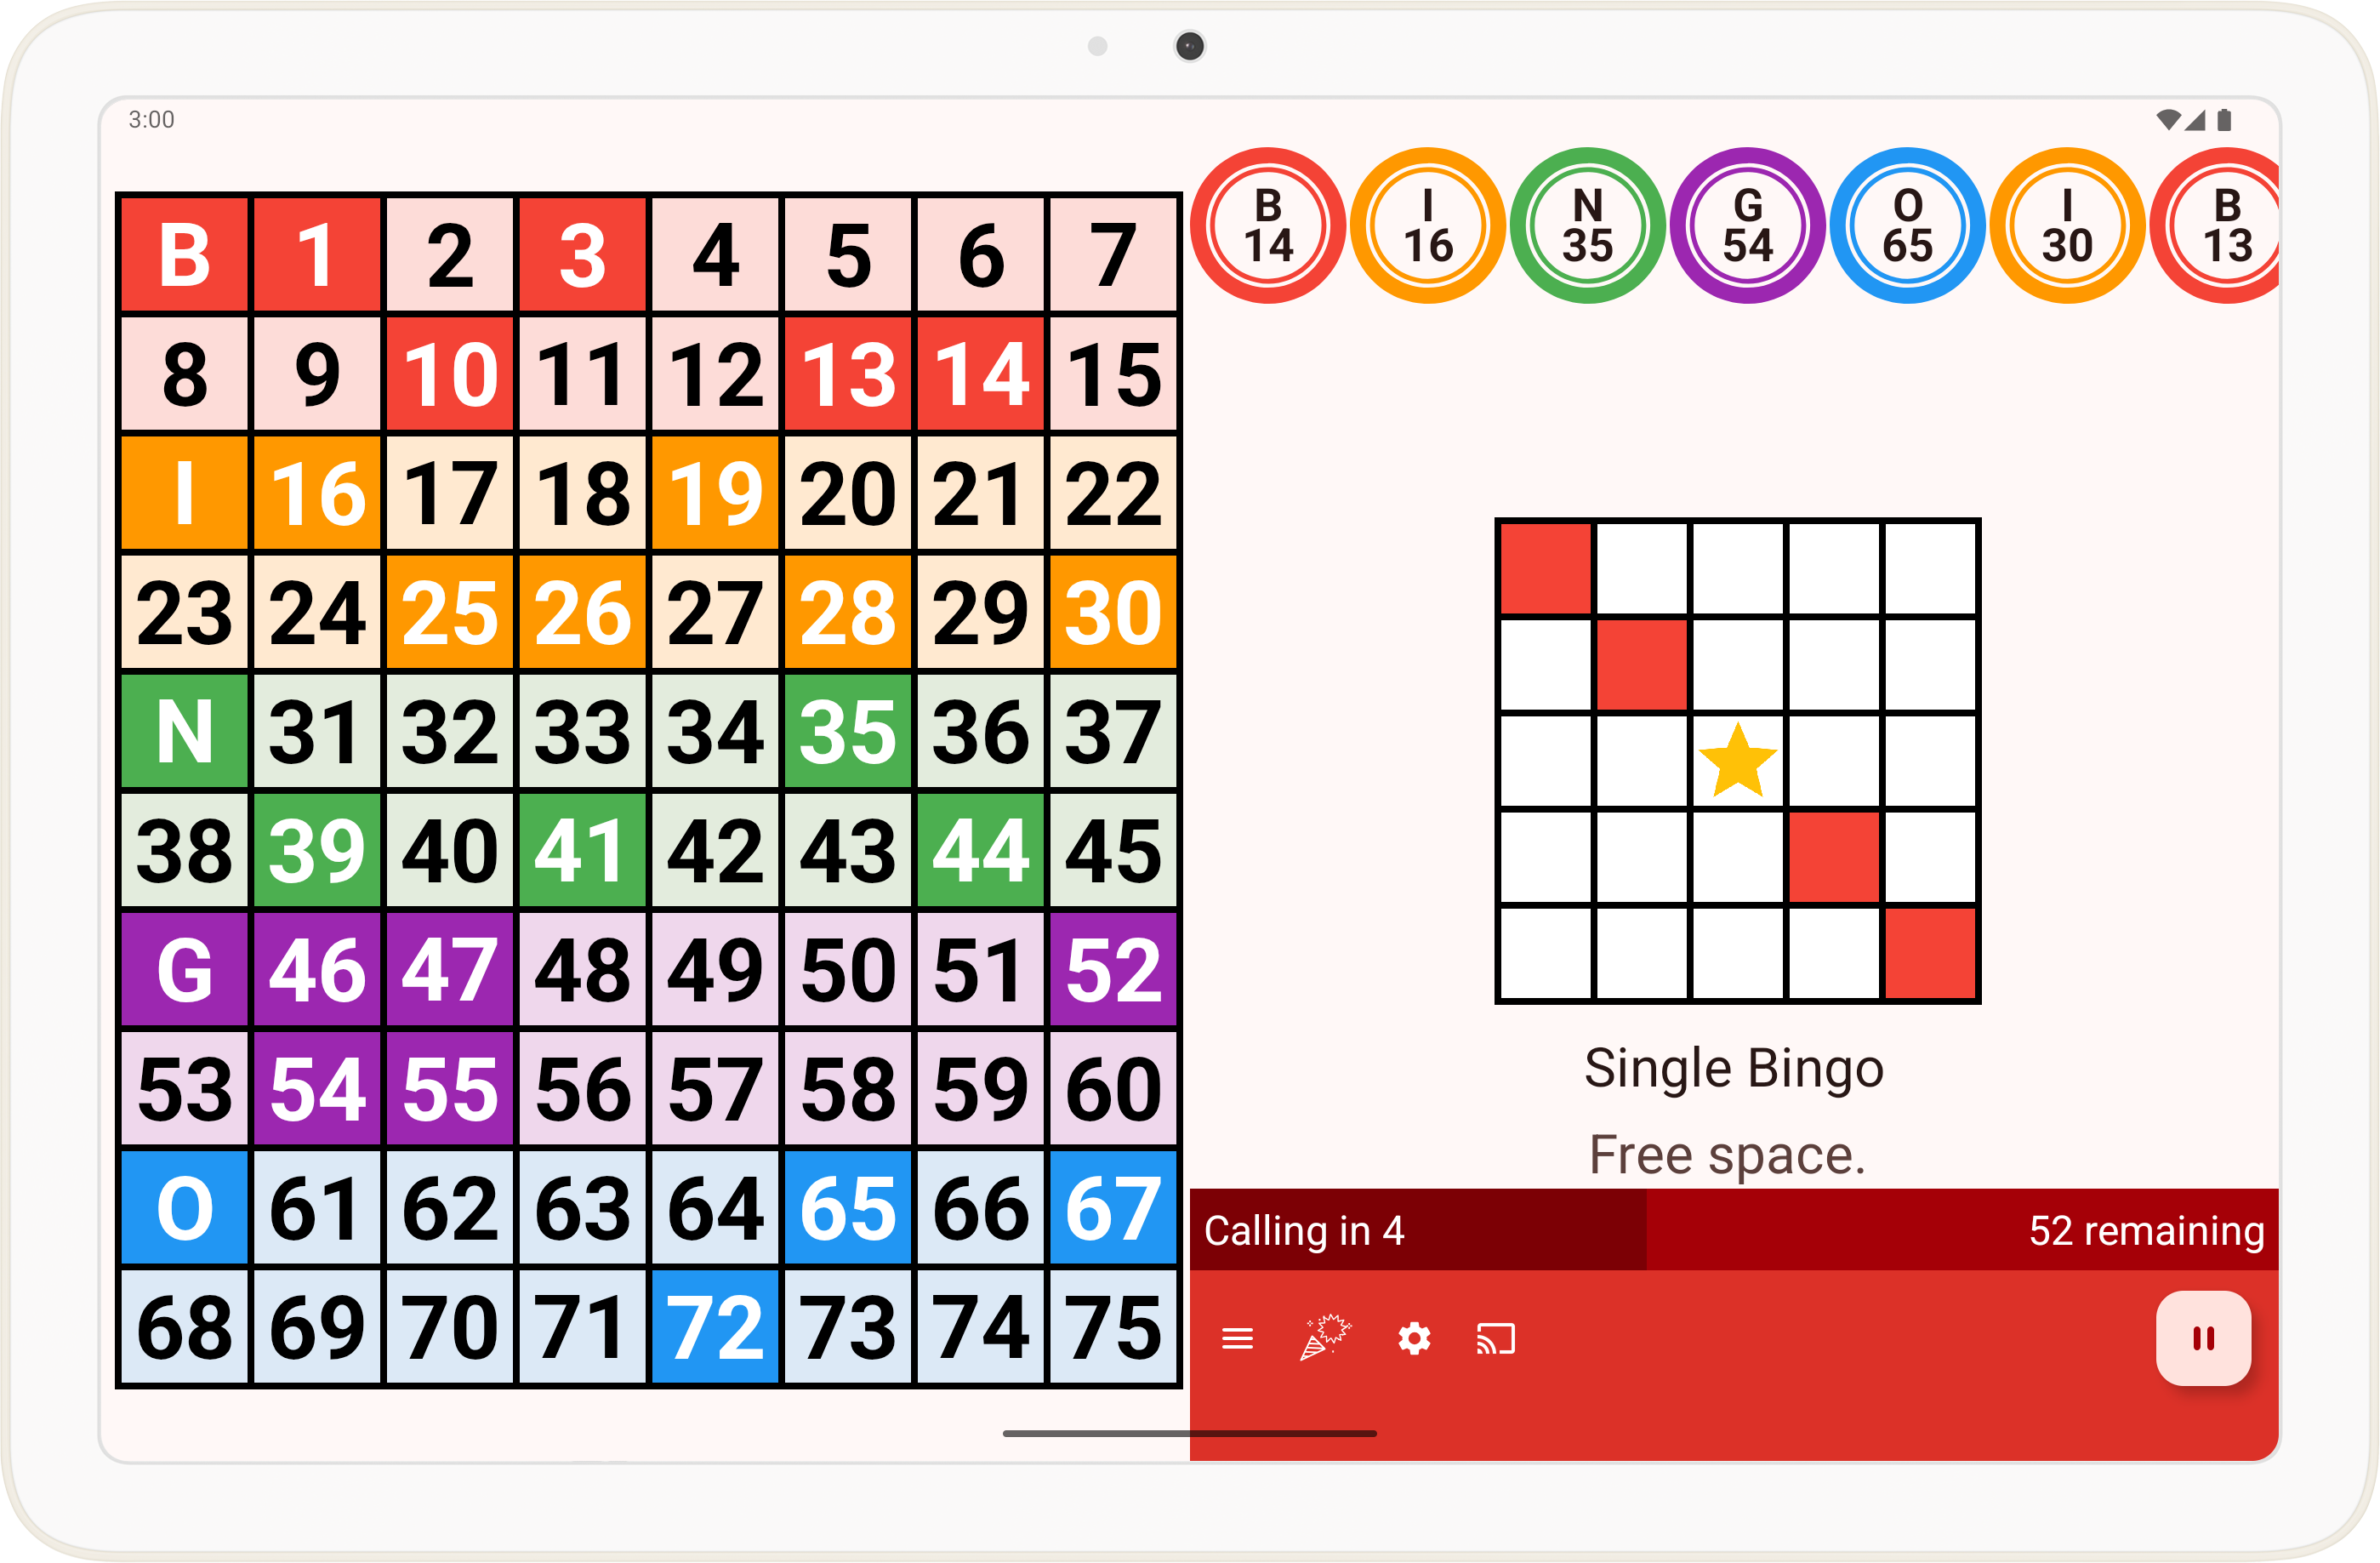 3:00
B 1 2 3 4 5 6 7
8 9 10 11 12 13 14 15
I 16 17 18 19 20 21 22
23 24 25 26 27 28 29 30
N 31 32 33 34 35 36 37
38 39 40 41 42 43 44 45
G 46 47 48 49 50 51 52
53 54 55 56 57 58 59 60
O 61 62 63 64 65 66 67
68 69 70 71 72 73 74 75
B I N G O I B
14 16 35 54 65 30 13
Single Bingo
Free space.
Calling in 4 52 remaining